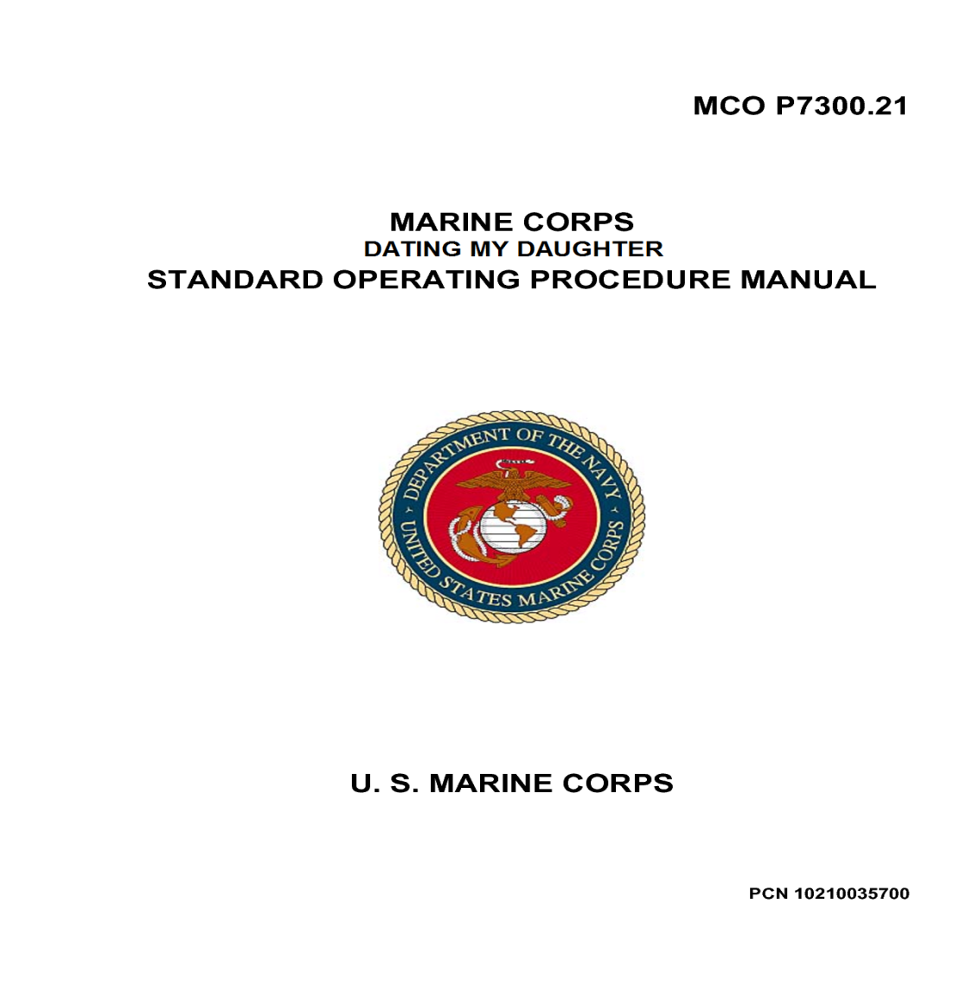 MCO P7300.21
MARINE CORPS
DATING MY DAUGHTER
STANDARD OPERATING PROCEDURE MANUAL
DEPARTMENT OF THE NAVY
UNITED STATES MARINE CORPS
U. S. MARINE CORPS
PCN 10210035700